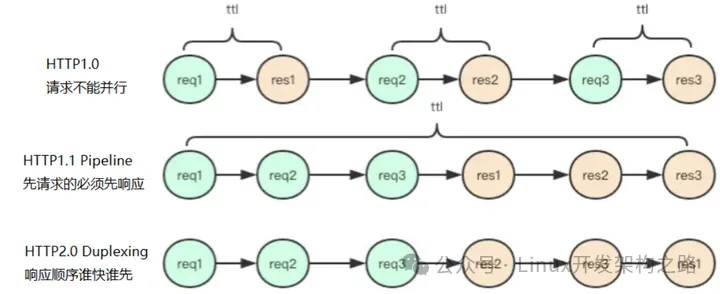 ttl ttl ttl
HTTP1.0
请求不能并行
req1 res1 req2 res2 req3 res3
ttl
HTTP1.1 Pipeline
先请求的必须先响应
req1 req2 req3 res1 res2 res3
HTTP2.0 Duplexing
响应顺序谁快谁先
req1 req2 req3 res2 res3 res1
公众号 · Linux开发架构之路